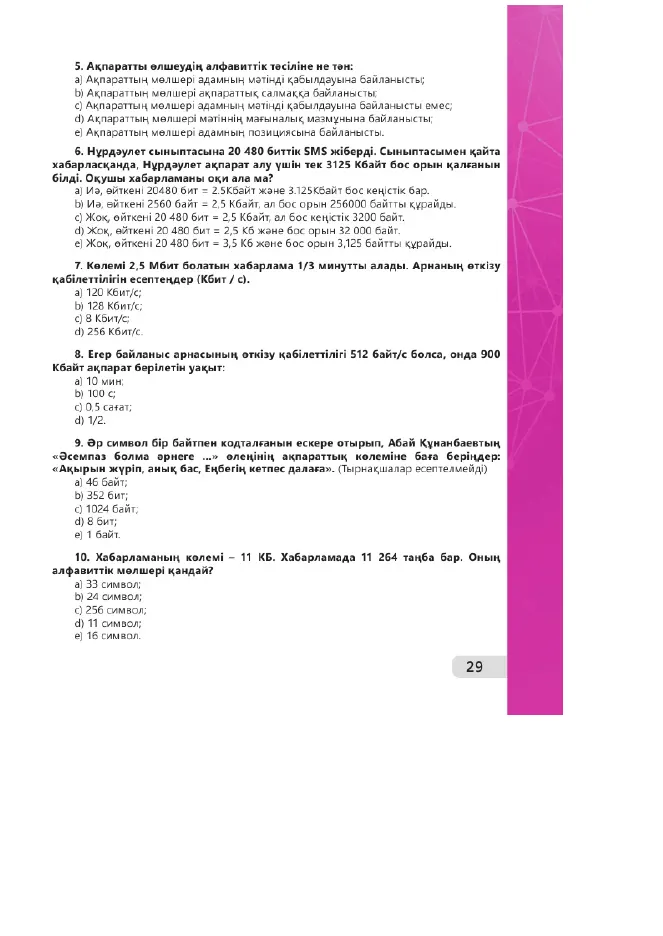 5. Ақпаратты өлшеудің алфавиттік тәсіліне не тән:
a) Ақпараттың мөлшері адамның мәтінді қабылдауына байланысты;
b) Ақпараттың мөлшері ақпараттық салмаққа байланысты;
c) Ақпараттың мөлшері адамның мәтінді қабылдауына байланысты емес;
d) Ақпараттың мөлшері мәтіннің мағыналық мазмұнына байланысты;
e) Ақпараттың мөлшері адамның позициясына байланысты.
6. Нұрдәулет сыныптасына 20 480 биттік SMS жіберді. Сыныптасымен қайта
хабарласқанда, Нұрдәулет ақпарат алу үшін тек 3125 Кбайт бос орын қалғанын
білді. Оқушы хабарламаны оқи ала ма?
a) Иә, өйткені 20480 бит = 2.5Кбайт және 3.125Кбайт бос кеңістік бар.
b) Иә, өйткені 2560 байт = 2,5 Кбайт, ал бос орын 256000 байтты құрайды.
c) Жоқ, өйткені 20 480 бит = 2,5 Кбайт, ал бос кеңістік 3200 байт.
d) Жоқ, өйткені 20 480 бит = 2,5 Кб және бос орын 32 000 байт.
e) Жоқ, өйткені 20 480 бит = 3,5 Кб және бос орын 3,125 байтты құрайды.
7. Көлемі 2,5 Мбит болатын хабарлама 1/3 минутты алады. Арнаның өткізу
қабілеттілігін есептеңдер (Кбит / с).
a) 120 Кбит/с;
b) 128 Кбит/с;
c) 8 Кбит/с;
d) 256 Кбит/с.
8. Егер байланыс арнасының өткізу қабілеттілігі 512 байт/с болса, онда 900
Кбайт ақпарат берілетін уақыт:
a) 10 мин;
b) 100 с;
c) 0,5 сағат;
d) 1/2.
9. Әр символ бір байтпен кодталғанын ескере отырып, Абай Құнанбаевтың
«Әсемпаз болма әрнеге ...» өлеңінің ақпараттық көлеміне баға беріңдер:
«Ақырын жүріп, анық бас, Еңбегің кетпес далаға». (Тырнақшалар есептелмейді)
a) 46 байт;
b) 352 бит;
c) 1024 байт;
d) 8 бит;
e) 1 байт.
10. Хабарламаның көлемі – 11 КБ. Хабарламада 11 264 таңба бар. Оның
алфавиттік мөлшері қандай?
a) 33 символ;
b) 24 символ;
c) 256 символ;
d) 11 символ;
e) 16 символ.
29